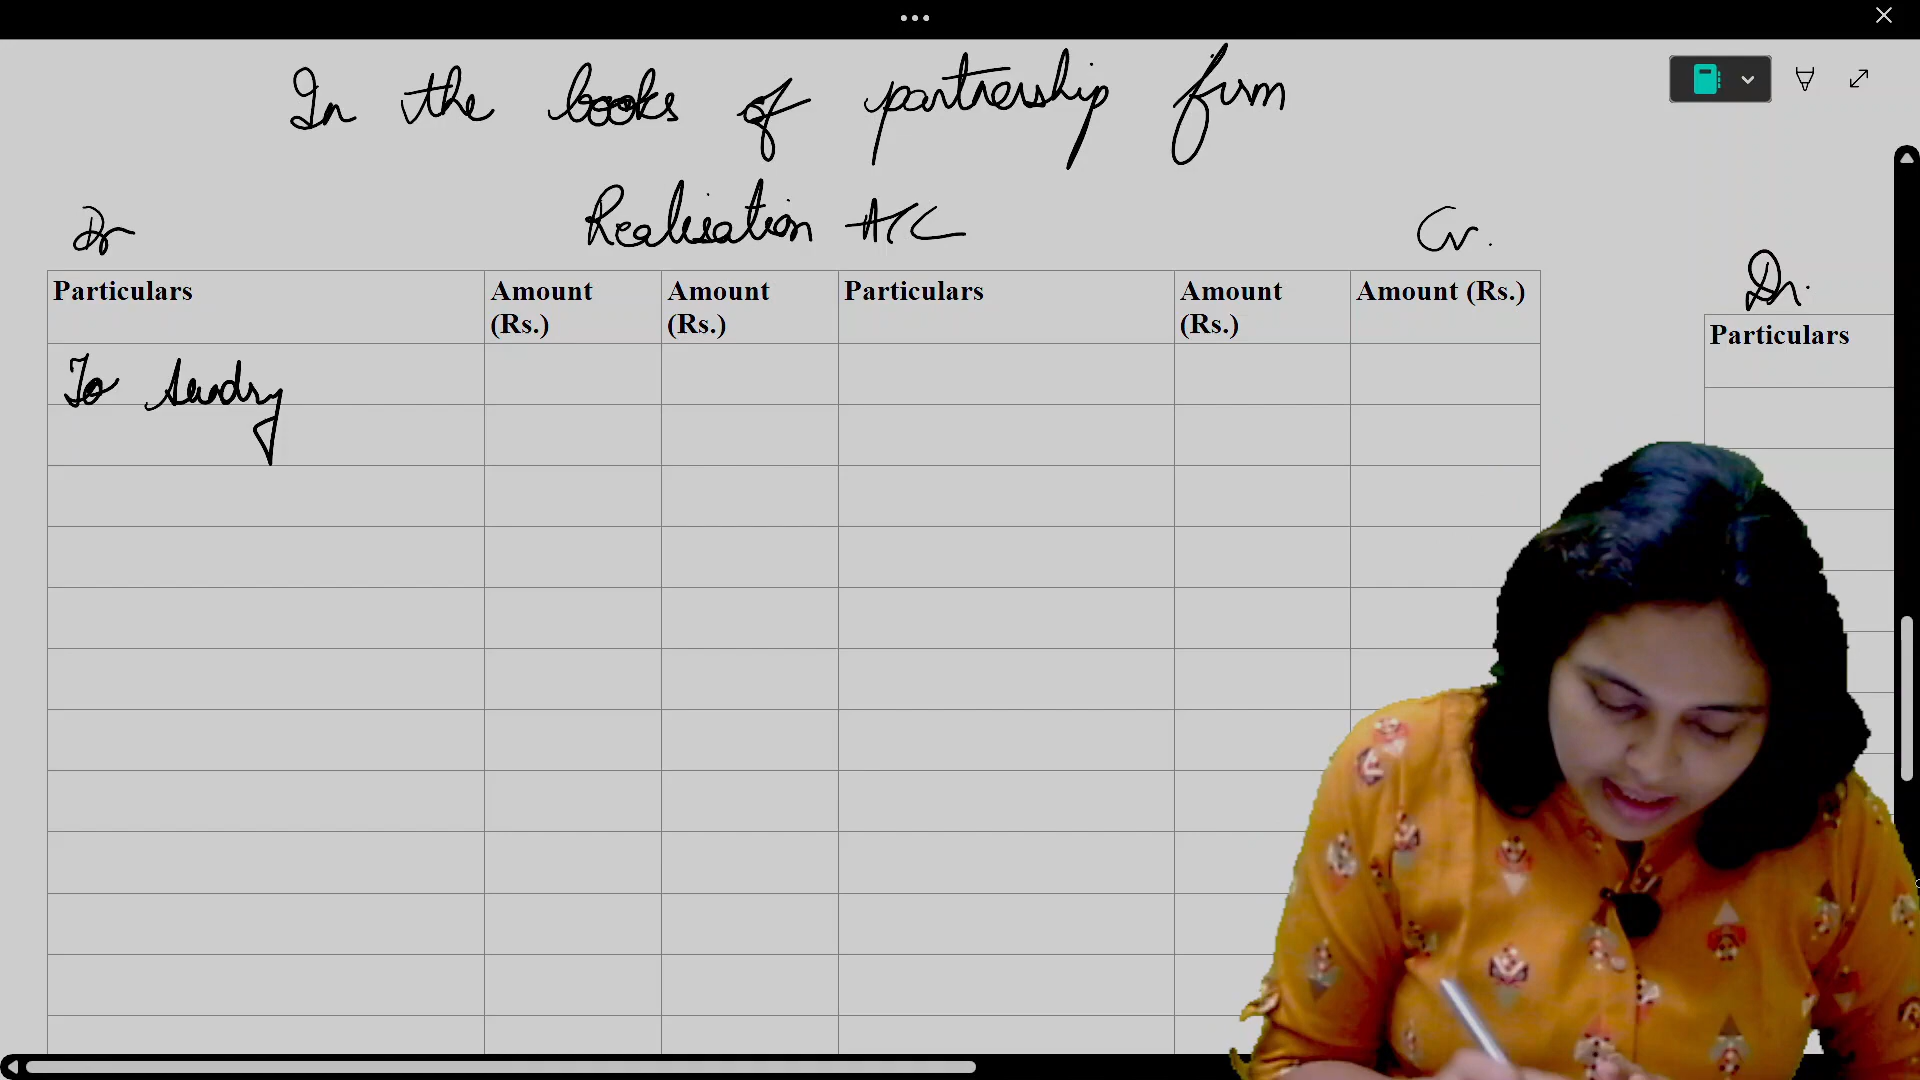 In the books of partnership firm
Dr Realisation A/C Cr.
Particulars Amount (Rs.) Amount (Rs.) Particulars Amount (Rs.) Amount (Rs.)
To Sundry
Dr.
Particulars